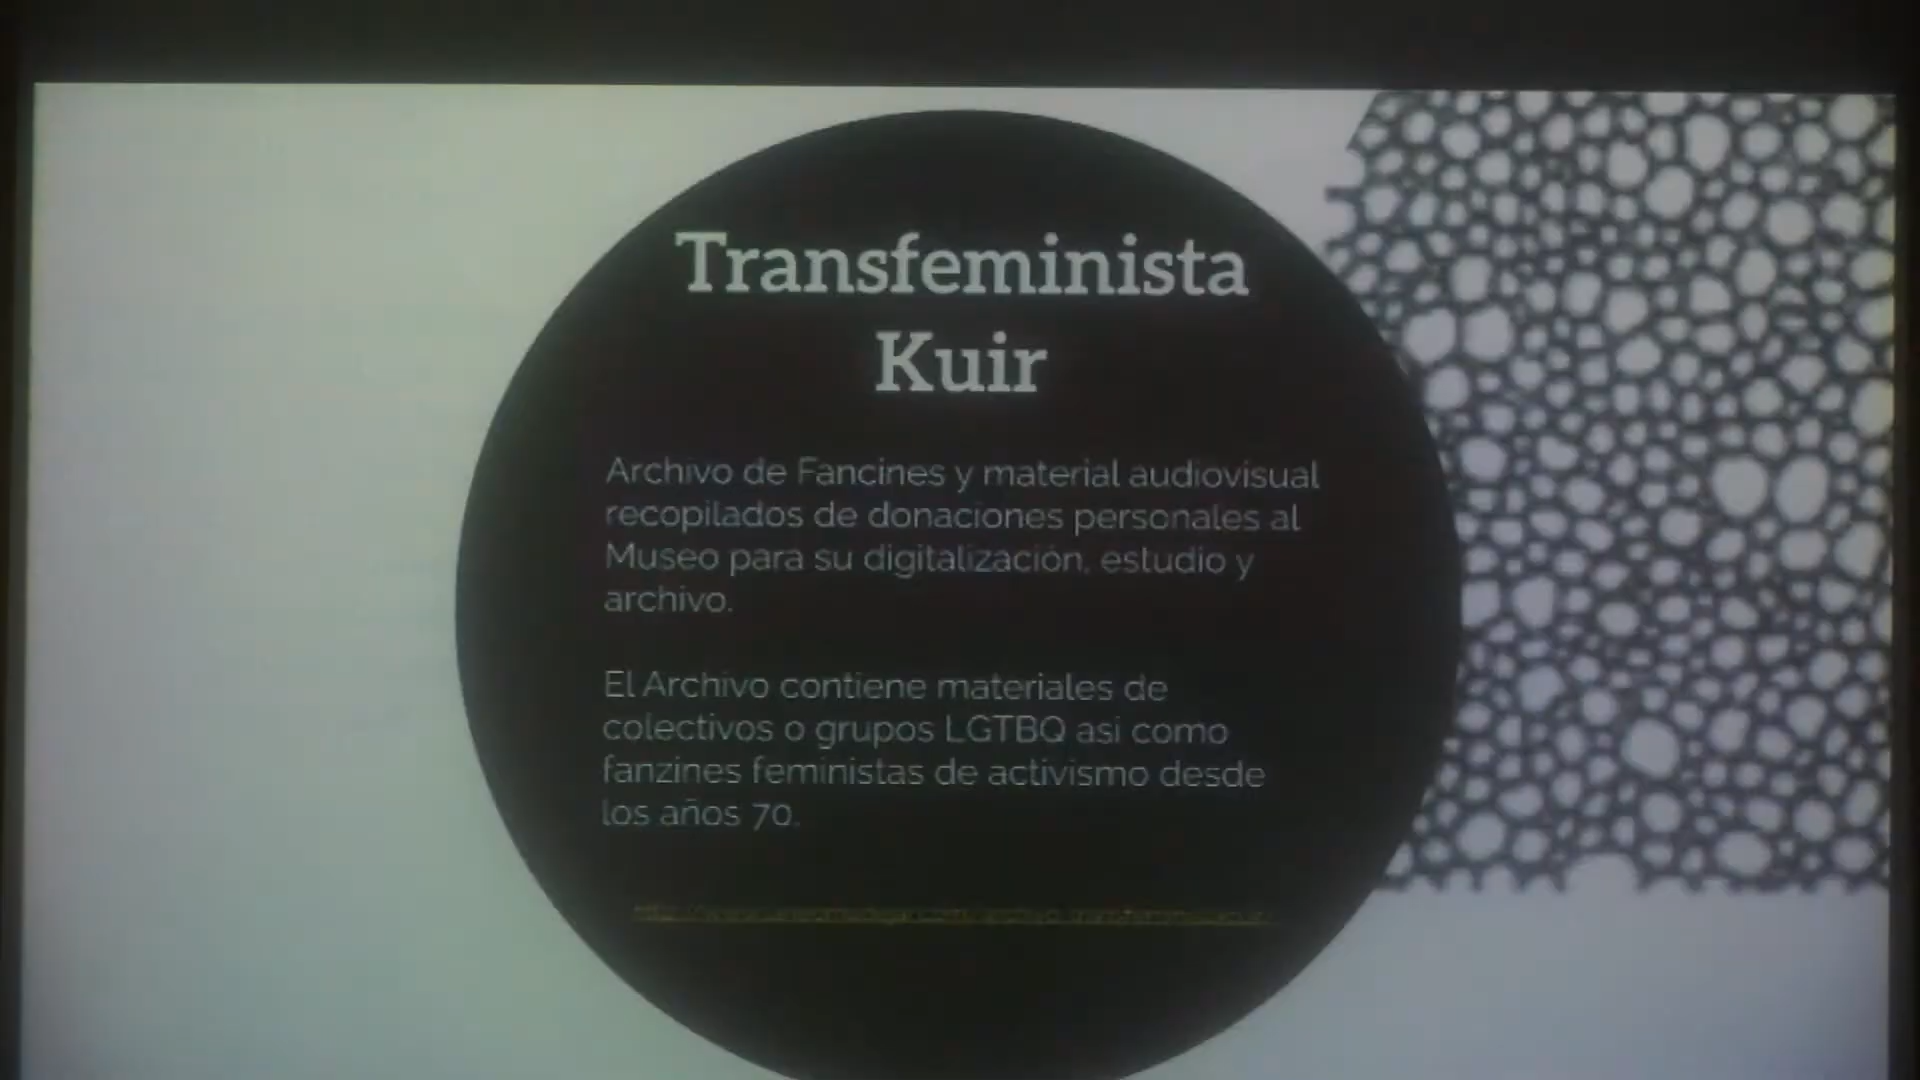 Transfeminista
Kuir
Archivo de Fancines y material audiovisual
recopilados de donaciones personales al
Museo para su digitalización, estudio y
archivo.
El Archivo contiene materiales de
colectivos o grupos LGTBQ asi como
fanzines feministas de activismo desde
los años 70.